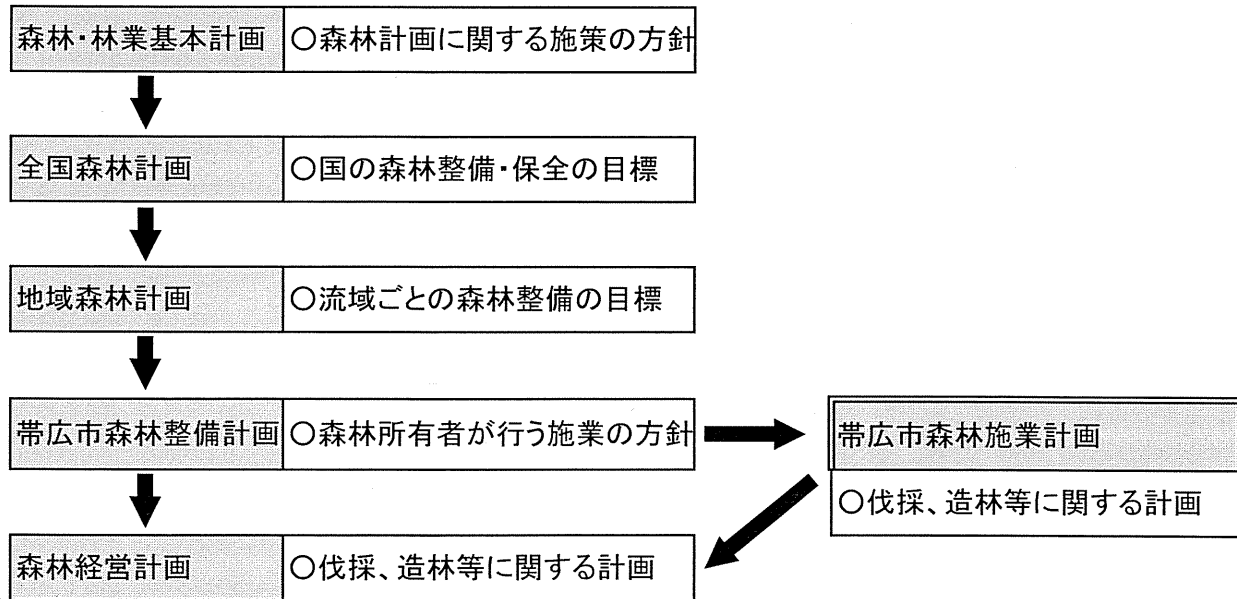 森林・林業基本計画 ○森林計画に関する施策の方針
全国森林計画 ○国の森林整備・保全の目標
地域森林計画 ○流域ごとの森林整備の目標
帯広市森林整備計画 ○森林所有者が行う施業の方針
帯広市森林施業計画
○伐採、造林等に関する計画
森林経営計画 ○伐採、造林等に関する計画